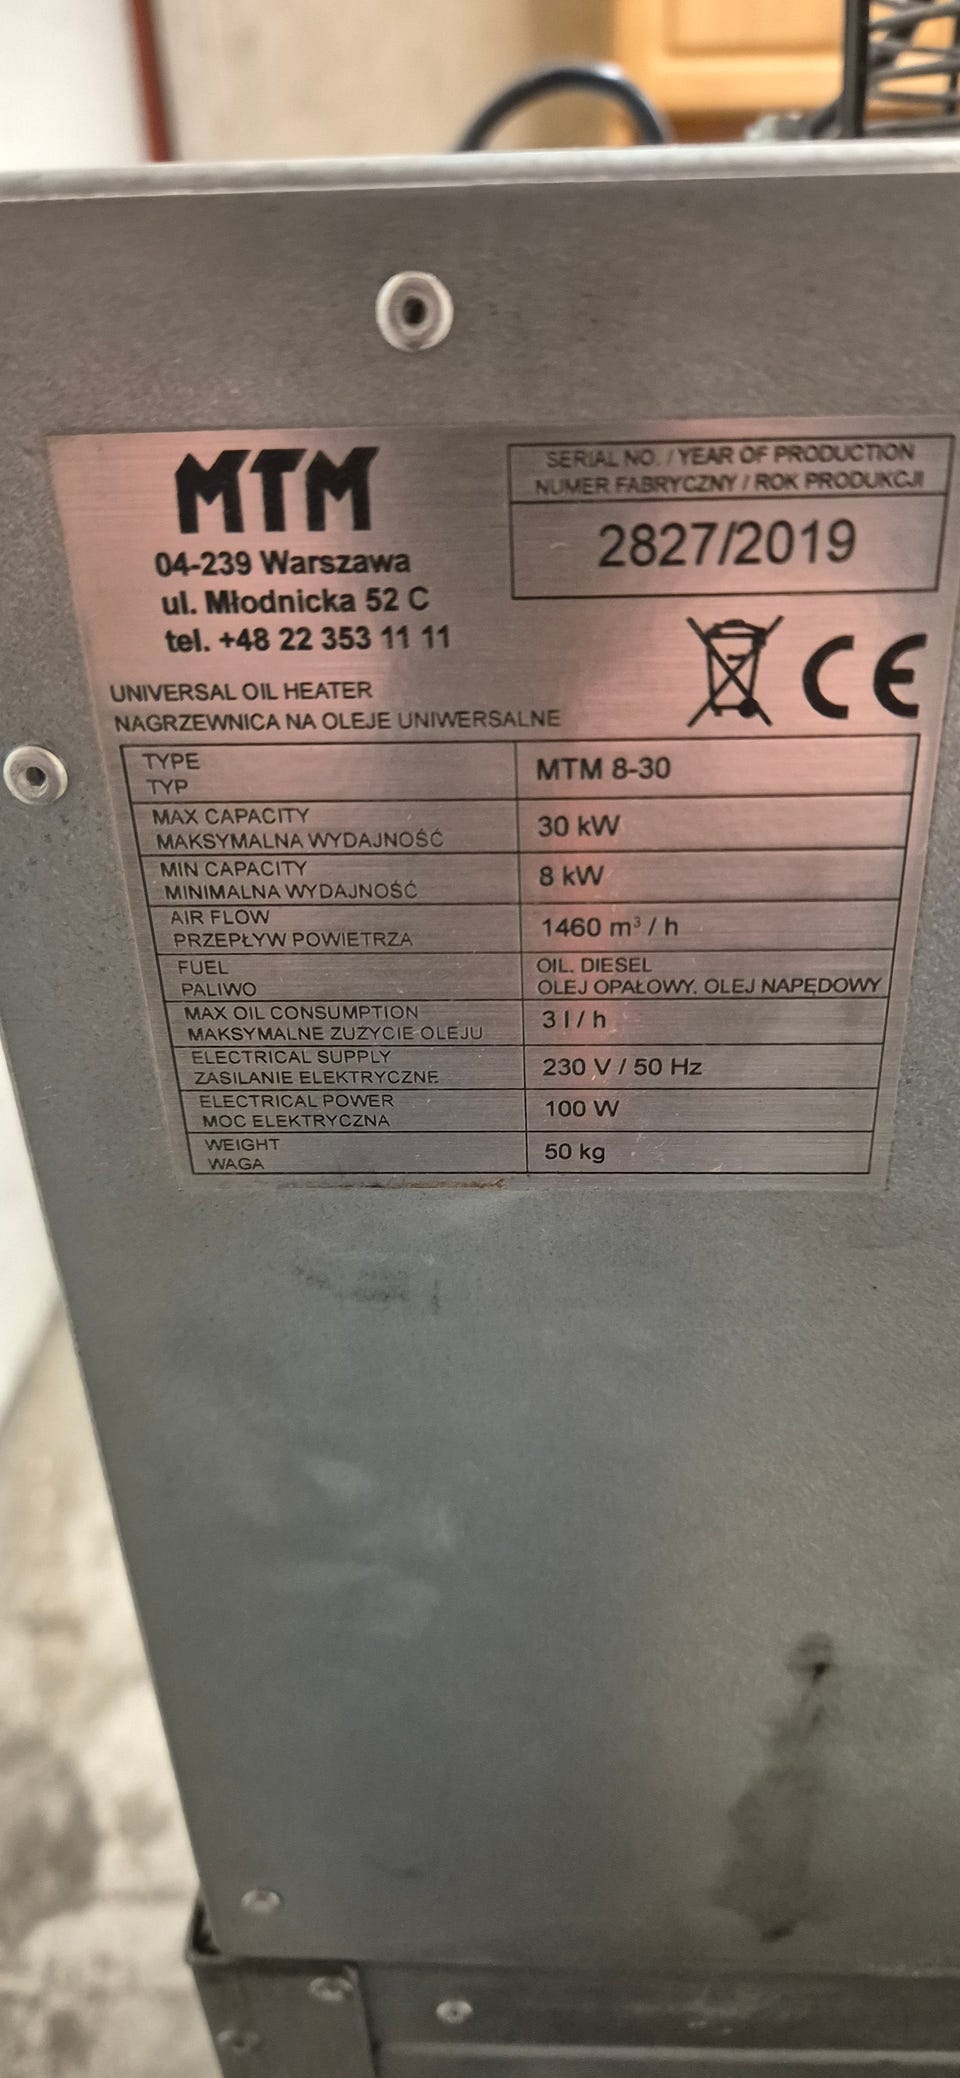 MTM
04-239 Warszawa
ul. Młodnicka 52 C
tel. +48 22 353 11 11
SERIAL NO. / YEAR OF PRODUCTION
NUMER FABRYCZNY / ROK PRODUKCJI
2827/2019
CE
UNIVERSAL OIL HEATER
NAGRZEWNICA NA OLEJE UNIWERSALNE
TYPE
TYP
MTM 8-30
MAX CAPACITY
MAKSYMALNA WYDAJNOŚĆ
30 kW
MIN CAPACITY
MINIMALNA WYDAJNOŚĆ
8 kW
AIR FLOW
PRZEPŁYW POWIETRZA
1460 m³ / h
FUEL
PALIWO
OIL. DIESEL
OLEJ OPAŁOWY. OLEJ NAPĘDOWY
MAX OIL CONSUMPTION
MAKSYMALNE ZUŻYCIE OLEJU
3 l / h
ELECTRICAL SUPPLY
ZASILANIE ELEKTRYCZNE
230 V / 50 Hz
ELECTRICAL POWER
MOC ELEKTRYCZNA
100 W
WEIGHT
WAGA
50 kg